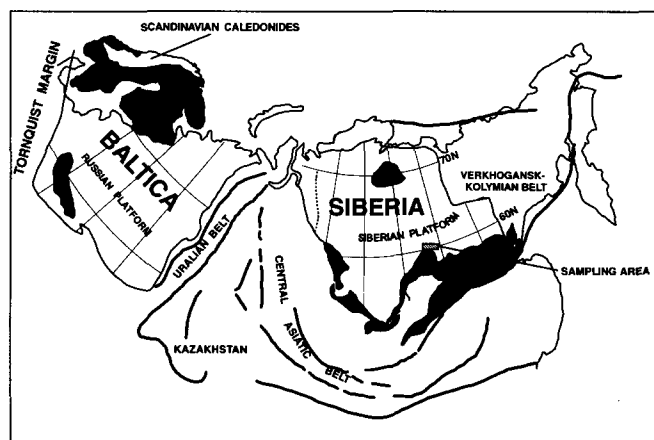 SCANDINAVIAN CALEDONIDES
TORNQUIST MARGIN
BALTICA
RUSSIAN PLATFORM
URALIAN BELT
70N
VERKHOGANSK-
KOLYMIAN BELT
SIBERIA
60N
SIBERIAN PLATFORM
SAMPLING AREA
CENTRAL
ASIATIC
BELT
KAZAKHSTAN